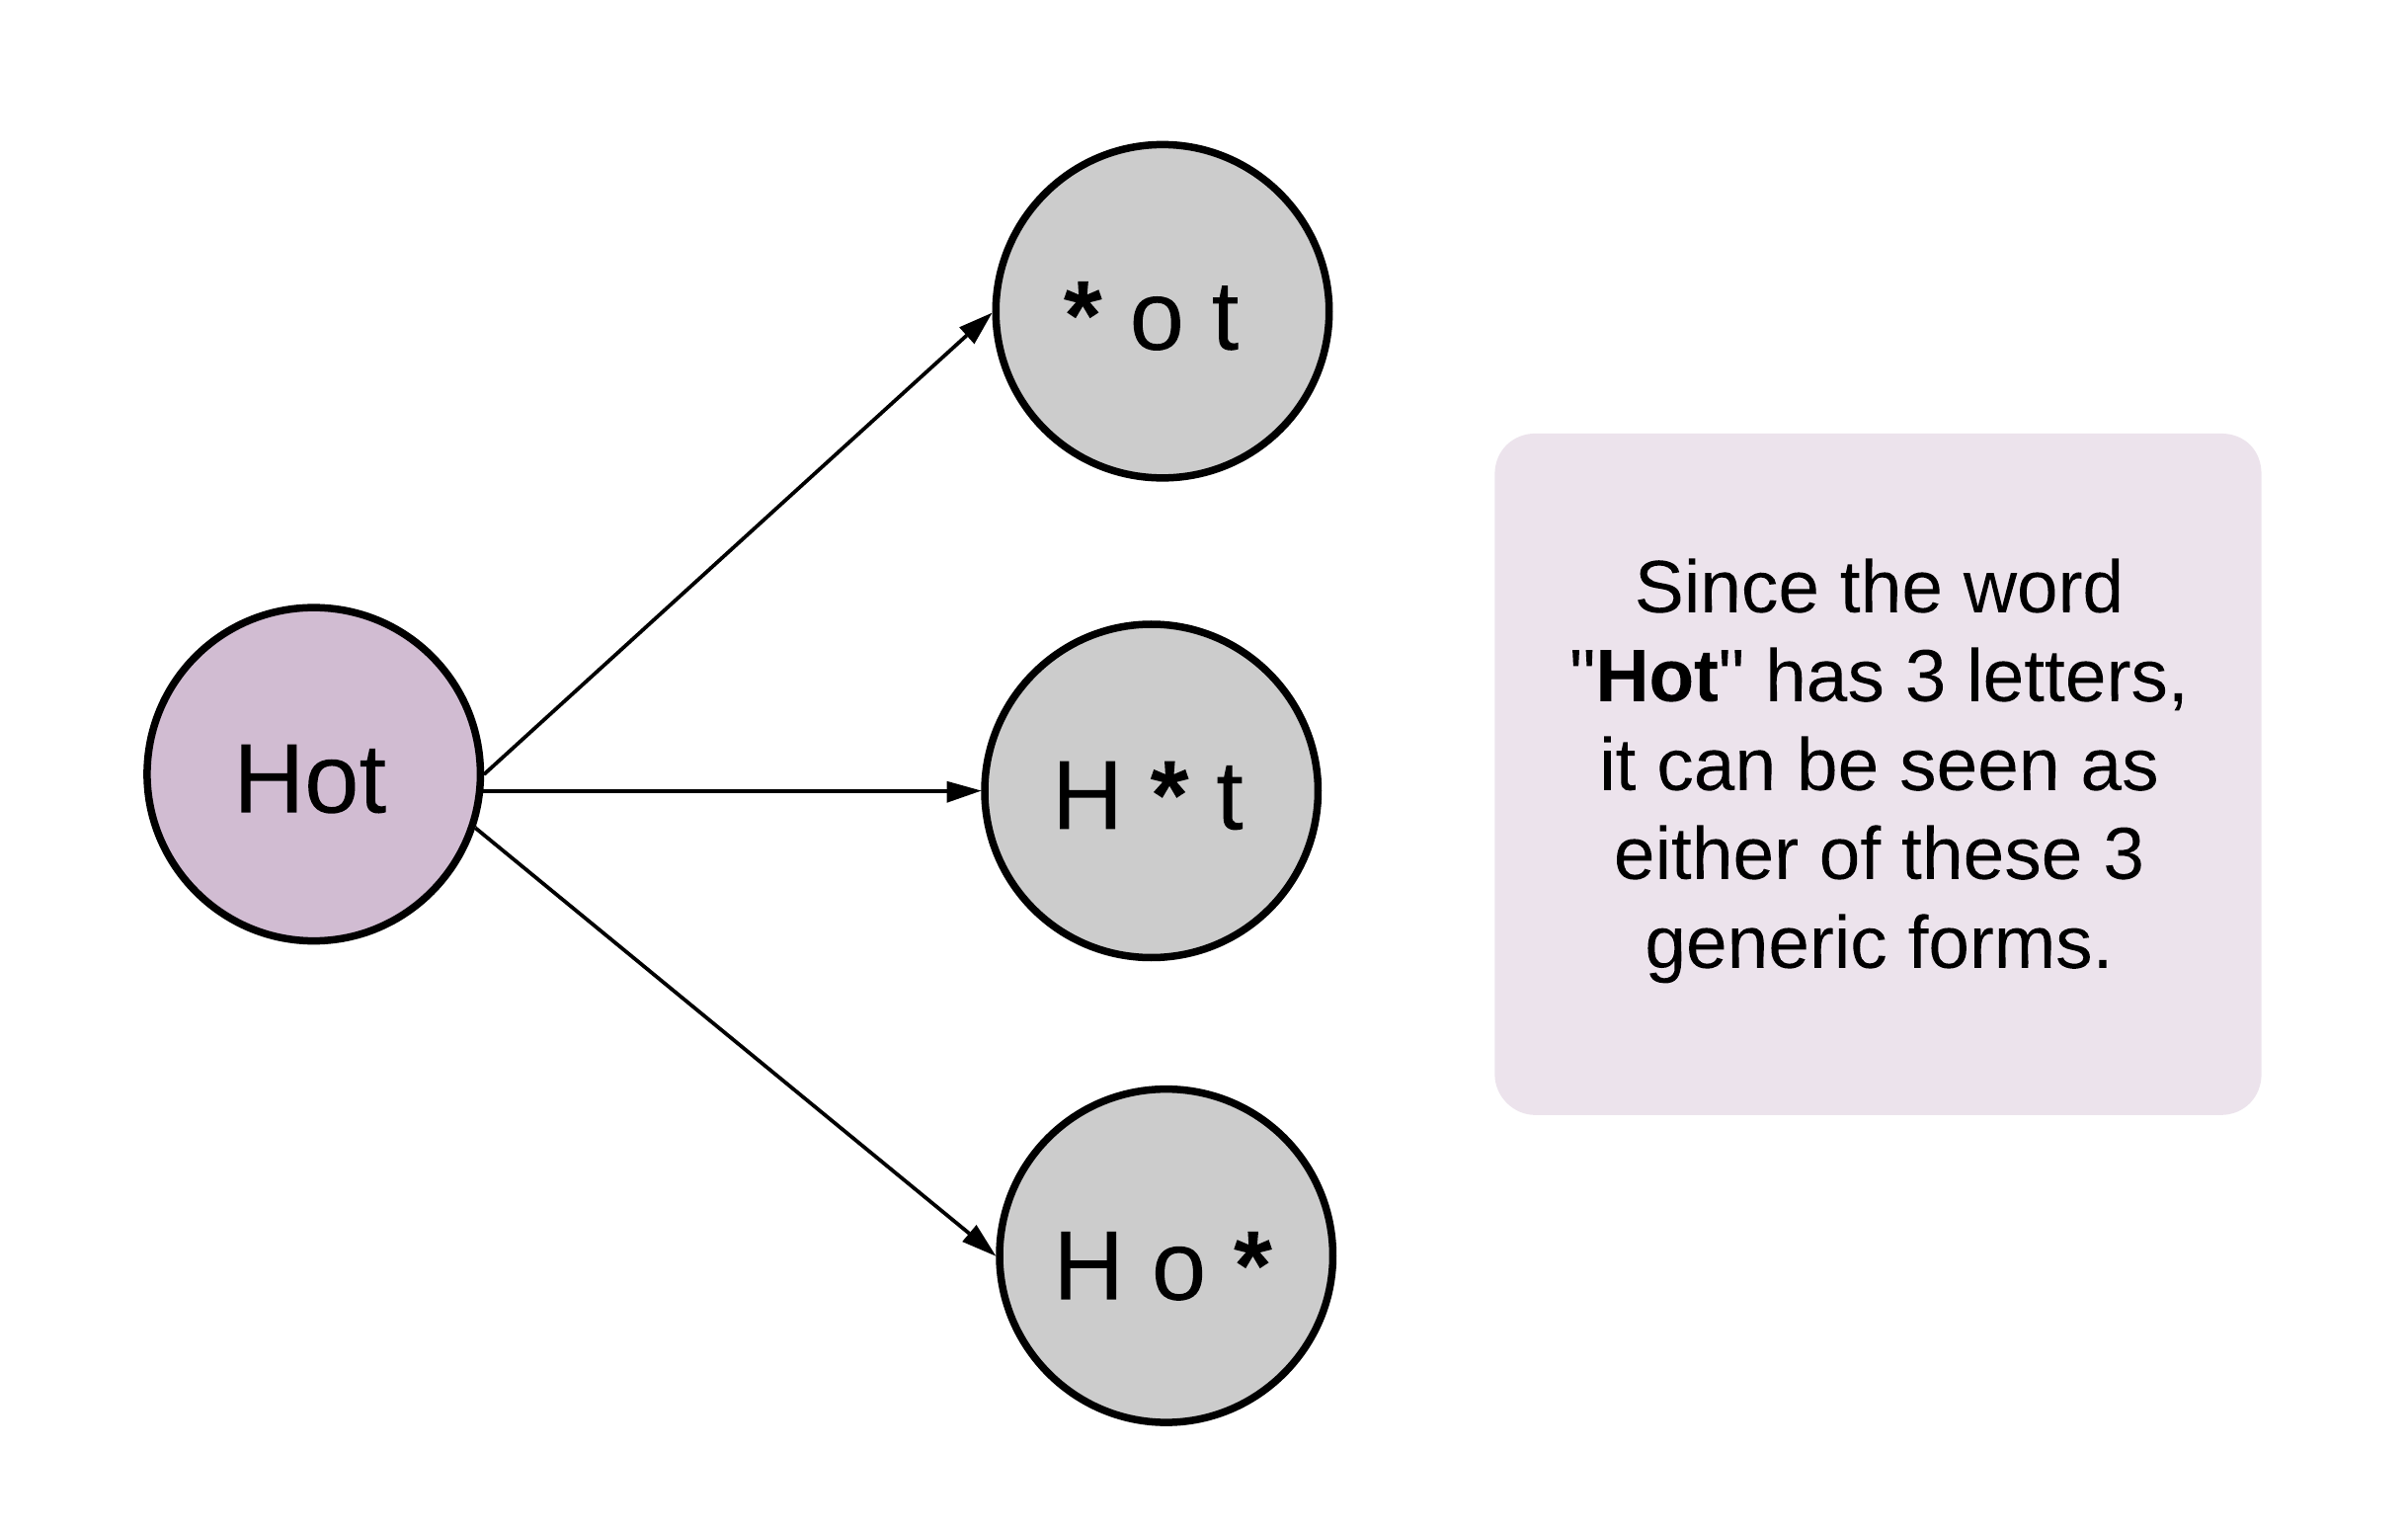 * o t
Hot
H * t
H o *
Since the word
"Hot" has 3 letters,
it can be seen as
either of these 3
generic forms.